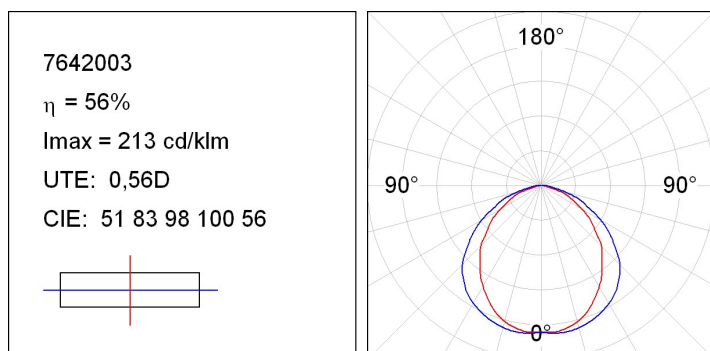 7642003
η = 56%
Imax = 213 cd/klm
UTE: 0,56D
CIE: 51 83 98 100 56
180°
90° 90°
0°